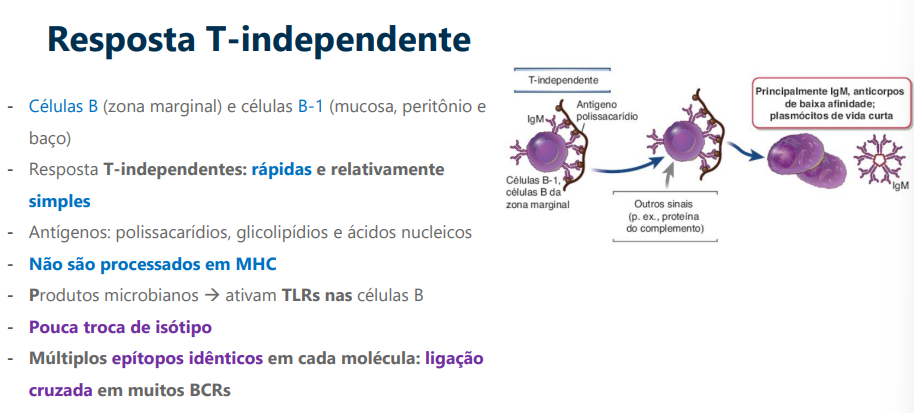 Resposta T-independente
- Células B (zona marginal) e células B-1 (mucosa, peritônio e
baço)
- Resposta T-independentes: rápidas e relativamente
simples
- Antígenos: polissacarídios, glicolipídios e ácidos nucleicos
- Não são processados em MHC
- Produtos microbianos → ativam TLRs nas células B
- Pouca troca de isótipo
- Múltiplos epítopos idênticos em cada molécula: ligação
cruzada em muitos BCRs
T-independente
Antígeno
polissacarídio
IgM
Células B-1,
células B da
zona marginal
Outros sinais
(p. ex., proteína
do complemento)
Principalmente IgM, anticorpos
de baixa afinidade;
plasmócitos de vida curta
IgM